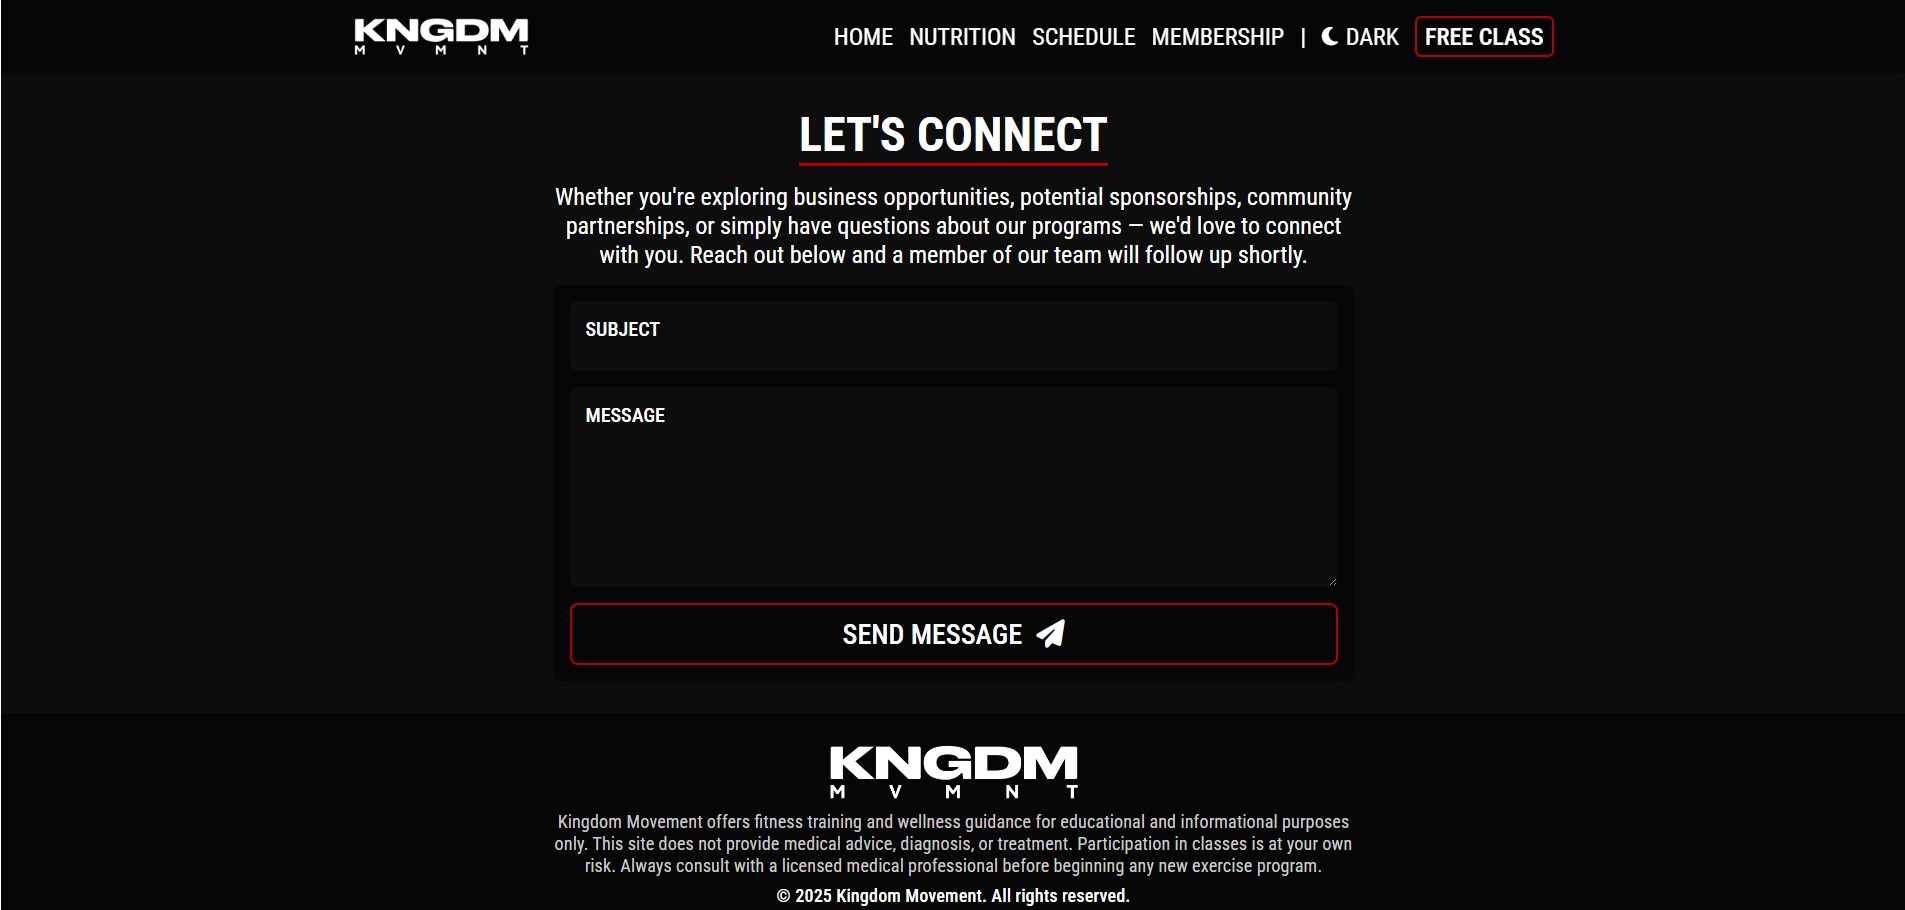 KNGDM
M V M N T
HOME NUTRITION SCHEDULE MEMBERSHIP | DARK FREE CLASS
LET'S CONNECT
Whether you're exploring business opportunities, potential sponsorships, community
partnerships, or simply have questions about our programs — we'd love to connect
with you. Reach out below and a member of our team will follow up shortly.
SUBJECT
MESSAGE
SEND MESSAGE
KNGDM
M V M N T
Kingdom Movement offers fitness training and wellness guidance for educational and informational purposes
only. This site does not provide medical advice, diagnosis, or treatment. Participation in classes is at your own
risk. Always consult with a licensed medical professional before beginning any new exercise program.
© 2025 Kingdom Movement. All rights reserved.